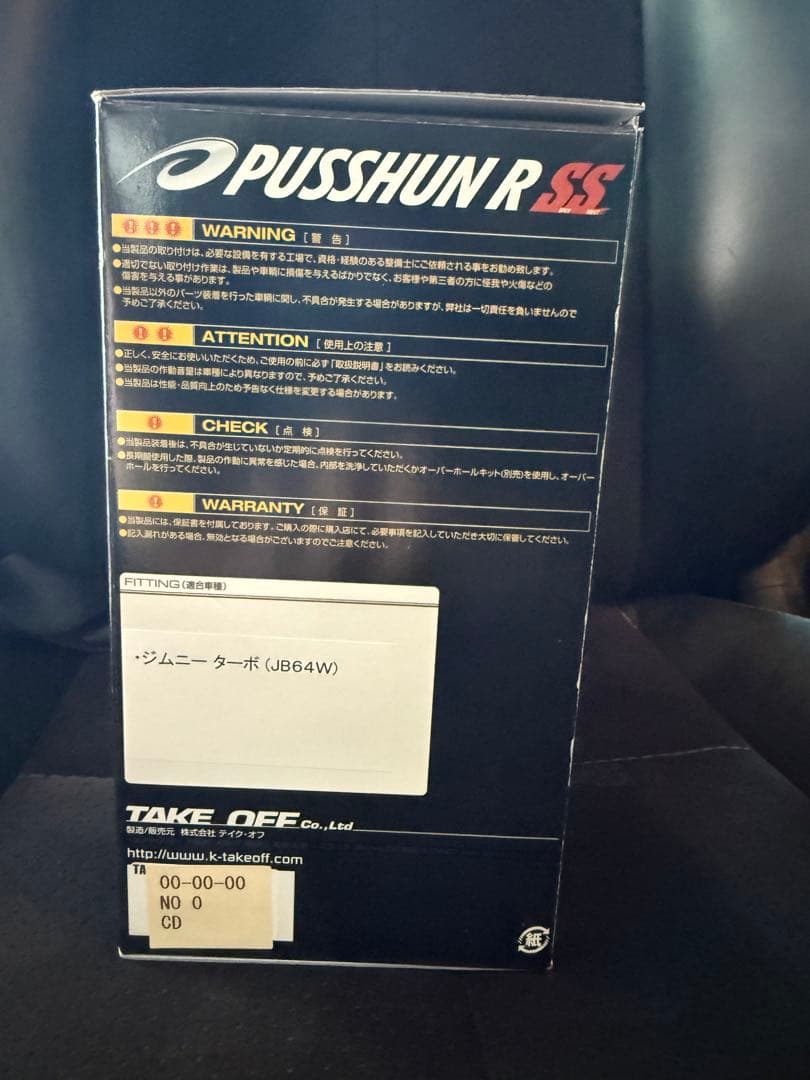 PUSSHUN R SS
WARNING [警告]
●当製品の取り付けは、必要な設備を有する工場で、資格・経験のある整備士にご依頼される事をお勧め致します。
●適切でない取り付け作業は、製品や車輌に損傷を与えるばかりでなく、お客様や第三者の方に怪我や火傷などの
傷害を与える事があります。
●当製品以外のパーツ装着を行った車輌に関し、不具合が発生する場合がありますが、弊社は一切責任を負いませんので
予めご了承ください。
ATTENTION [使用上の注意]
●正しく、安全にお使いいただくため、ご使用の前に必ず「取扱説明書」をお読みください。
●当製品の作動音量は車種により異なりますので、予めご了承ください。
●当製品は性能・品質向上のため予告なく仕様を変更する場合があります。
CHECK [点検]
●当製品装着後は、不具合が生じていないか定期的に点検を行ってください。
●長期間使用した際、製品の作動に異常を感じた場合、内部を洗浄していただくかオーバーホールキット(別売)を使用し、オーバー
ホールを行ってください。
WARRANTY [保証]
●当製品には、保証書を付属しております。ご購入の際に購入店にて、必要事項を記入していただき大切に保管してください。
●記入漏れがある場合、無効となる場合がございますのでご注意ください。
FITTING(適合車種)
・ジムニー ターボ(JB64W)
TAKE OFF Co.,Ltd
製造/販売元 株式会社 テイク・オフ
http://www.k-takeoff.com
TA
00-00-00
NO 0
CD
紙